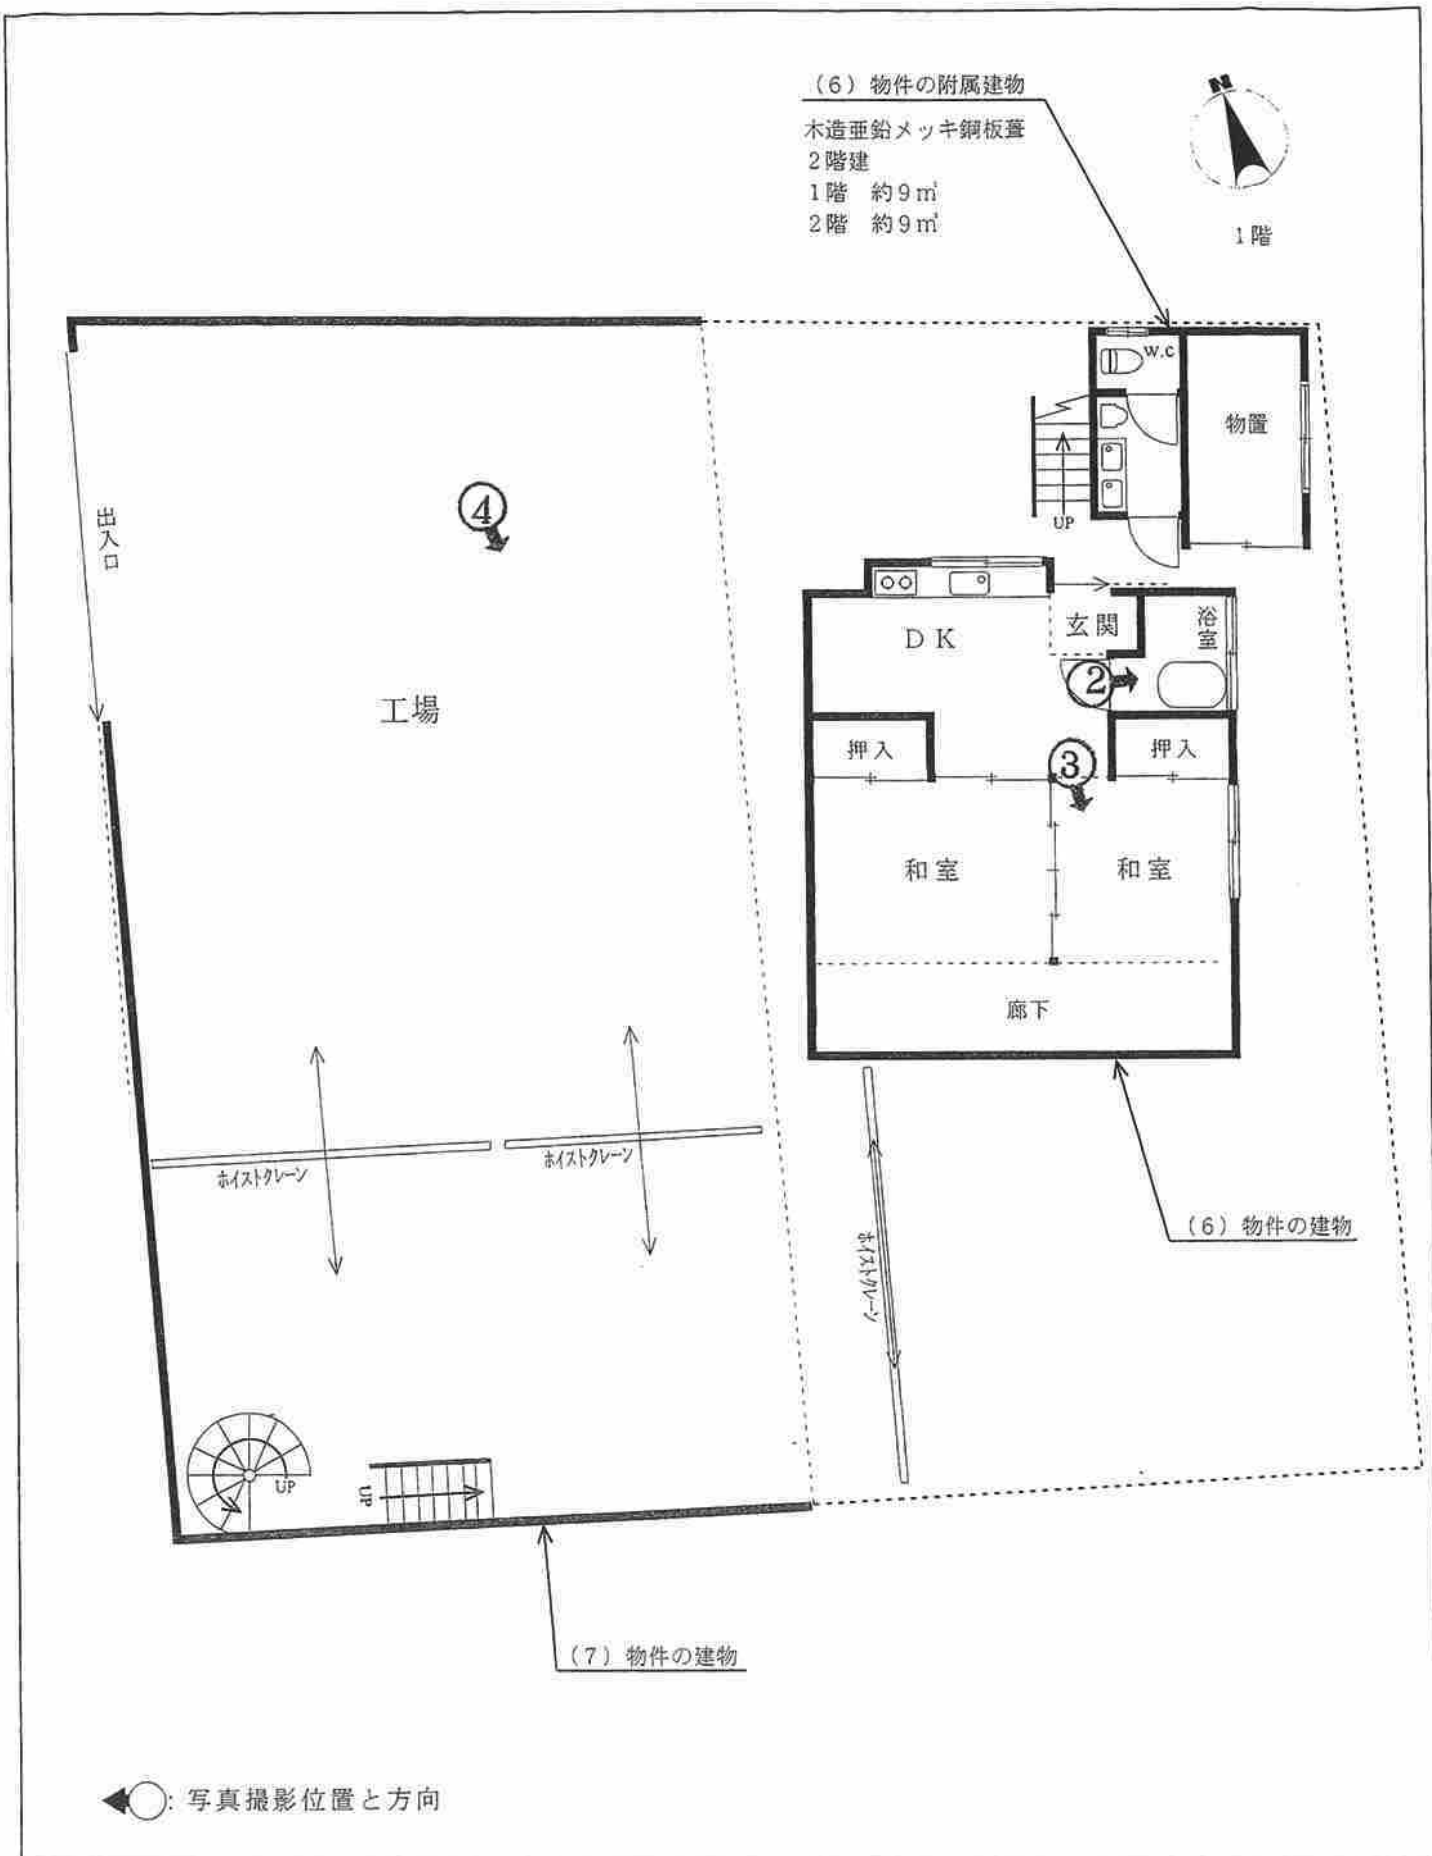 (6) 物件の附属建物
木造亜鉛メッキ鋼板葺
2階建
1階 約9㎡
2階 約9㎡
N
1階
W.C
物置
UP
出入口
④
DK
玄関
浴室
②
工場
押入
③
押入
和室
和室
廊下
ホイストクレーン
ホイストクレーン
ホイストクレーン
(6) 物件の建物
UP
UP
(7) 物件の建物
: 写真撮影位置と方向